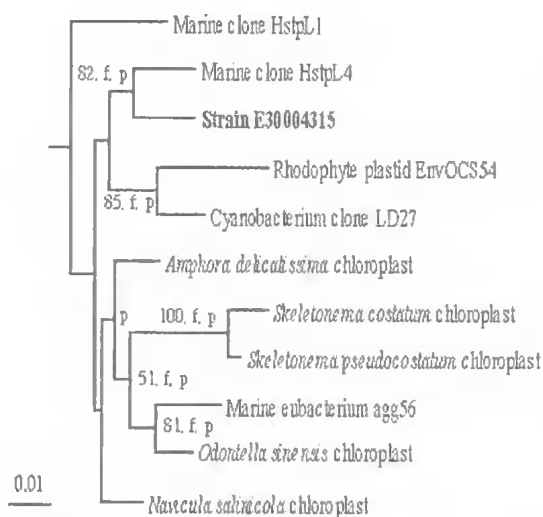 Marine clone HstpL1
82, f, p
Marine clone HstpL4
Strain E30004315
Rhodophyte plastid EnvOCS54
85, f, p
Cyanobacterium clone LD27
Amphora delicatissima chloroplast
100, f, p
Skeletonema costatum chloroplast
p
Skeletonema pseudocostatum chloroplast
51, f, p
Marine eubacterium agg56
81, f, p
Odontella sinensis chloroplast
0.01
Navicula salinicola chloroplast